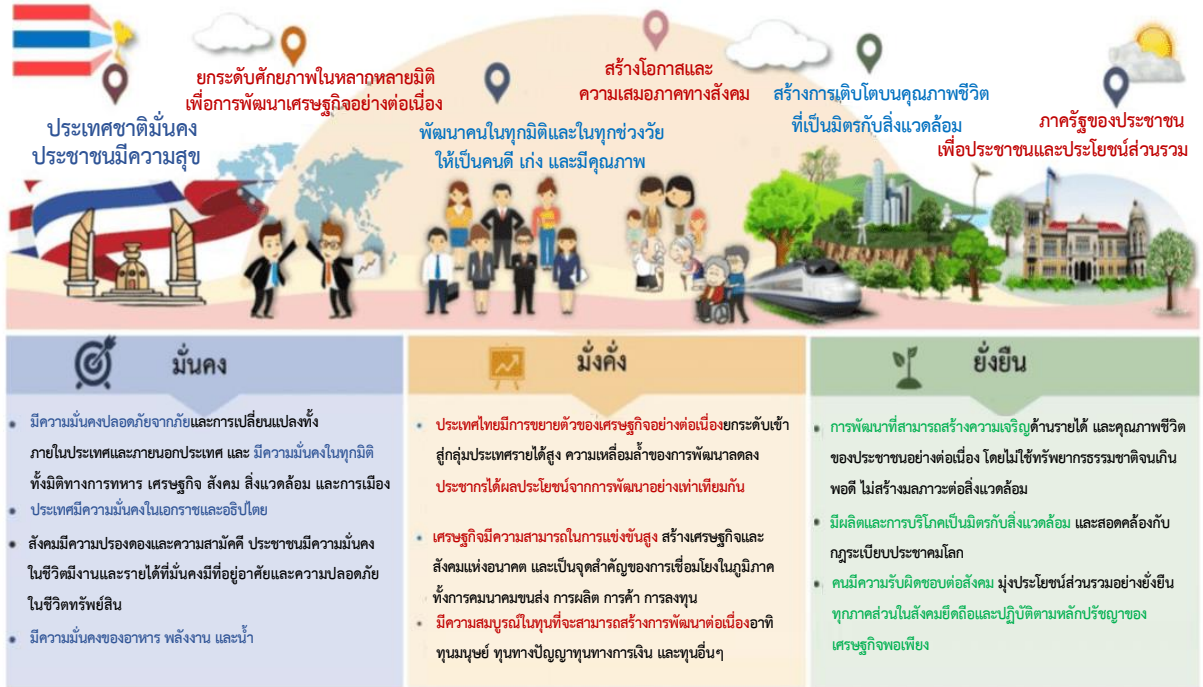 ประเทศชาติมั่นคง
ประชาชนมีความสุข
ยกระดับศักยภาพในหลากหลายมิติ
เพื่อการพัฒนาเศรษฐกิจอย่างต่อเนื่อง
พัฒนาคนในทุกมิติและในทุกช่วงวัย
ให้เป็นคนดี เก่ง และมีคุณภาพ
สร้างโอกาสและ
ความเสมอภาคทางสังคม
สร้างการเติบโตบนคุณภาพชีวิต
ที่เป็นมิตรกับสิ่งแวดล้อม
ภาครัฐของประชาชน
เพื่อประชาชนและประโยชน์ส่วนรวม
มั่นคง
• มีความมั่นคงปลอดภัยจากภัยและการเปลี่ยนแปลงทั้ง
ภายในประเทศและภายนอกประเทศ และ มีความมั่นคงในทุกมิติ
ทั้งมิติทางการทหาร เศรษฐกิจ สังคม สิ่งแวดล้อม และการเมือง
• ประเทศมีความมั่นคงในเอกราชและอธิปไตย
• สังคมมีความปรองดองและความสามัคคี ประชาชนมีความมั่นคง
ในชีวิตมีงานและรายได้ที่มั่นคงมีที่อยู่อาศัยและความปลอดภัย
ในชีวิตทรัพย์สิน
• มีความมั่นคงของอาหาร พลังงาน และน้ำ
มั่งคั่ง
• ประเทศไทยมีการขยายตัวของเศรษฐกิจอย่างต่อเนื่องยกระดับเข้า
สู่กลุ่มประเทศรายได้สูง ความเหลื่อมล้ำของการพัฒนาลดลง
ประชากรได้ผลประโยชน์จากการพัฒนาอย่างเท่าเทียมกัน
• เศรษฐกิจมีความสามารถในการแข่งขันสูง สร้างเศรษฐกิจและ
สังคมแห่งอนาคต และเป็นจุดสำคัญของการเชื่อมโยงในภูมิภาค
ทั้งการคมนาคมขนส่ง การผลิต การค้า การลงทุน
• มีความสมบูรณ์ในทุนที่จะสามารถสร้างการพัฒนาต่อเนื่องอาทิ
ทุนมนุษย์ ทุนทางปัญญาทุนทางการเงิน และทุนอื่นๆ
ยั่งยืน
• การพัฒนาที่สามารถสร้างความเจริญด้านรายได้ และคุณภาพชีวิต
ของประชาชนอย่างต่อเนื่อง โดยไม่ใช้ทรัพยากรธรรมชาติจนเกิน
พอดี ไม่สร้างมลภาวะต่อสิ่งแวดล้อม
• มีผลิตและการบริโภคเป็นมิตรกับสิ่งแวดล้อม และสอดคล้องกับ
กฎระเบียบประชาคมโลก
• คนมีความรับผิดชอบต่อสังคม มุ่งประโยชน์ส่วนรวมอย่างยั่งยืน
ทุกภาคส่วนในสังคมยึดถือและปฏิบัติตามหลักปรัชญาของ
เศรษฐกิจพอเพียง